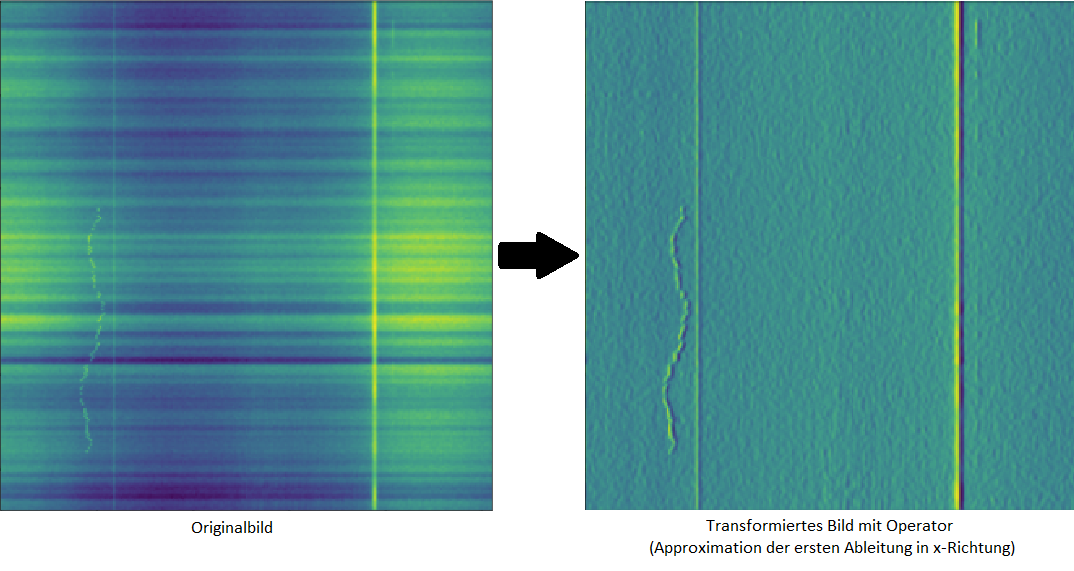 Originalbild
Transformiertes Bild mit Operator
(Approximation der ersten Ableitung in x-Richtung)